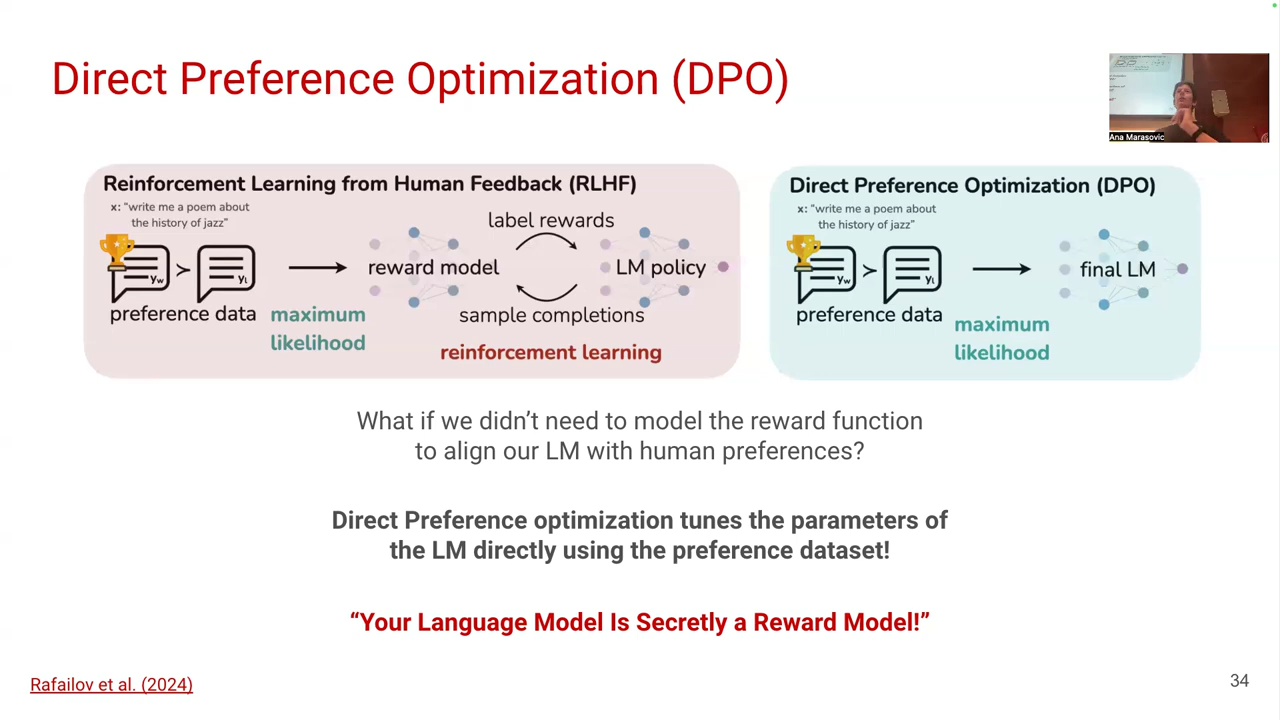 Direct Preference Optimization (DPO)
Ana Marasovic
Reinforcement Learning from Human Feedback (RLHF)
x: "write me a poem about
the history of jazz"
label rewards
yw
>
yl
reward model
LM policy
preference data
maximum
likelihood
sample completions
reinforcement learning
Direct Preference Optimization (DPO)
x: "write me a poem about
the history of jazz"
yw
>
yl
final LM
preference data
maximum
likelihood
What if we didn't need to model the reward function
to align our LM with human preferences?
Direct Preference optimization tunes the parameters of
the LM directly using the preference dataset!
“Your Language Model Is Secretly a Reward Model!”
Rafailov et al. (2024)
34